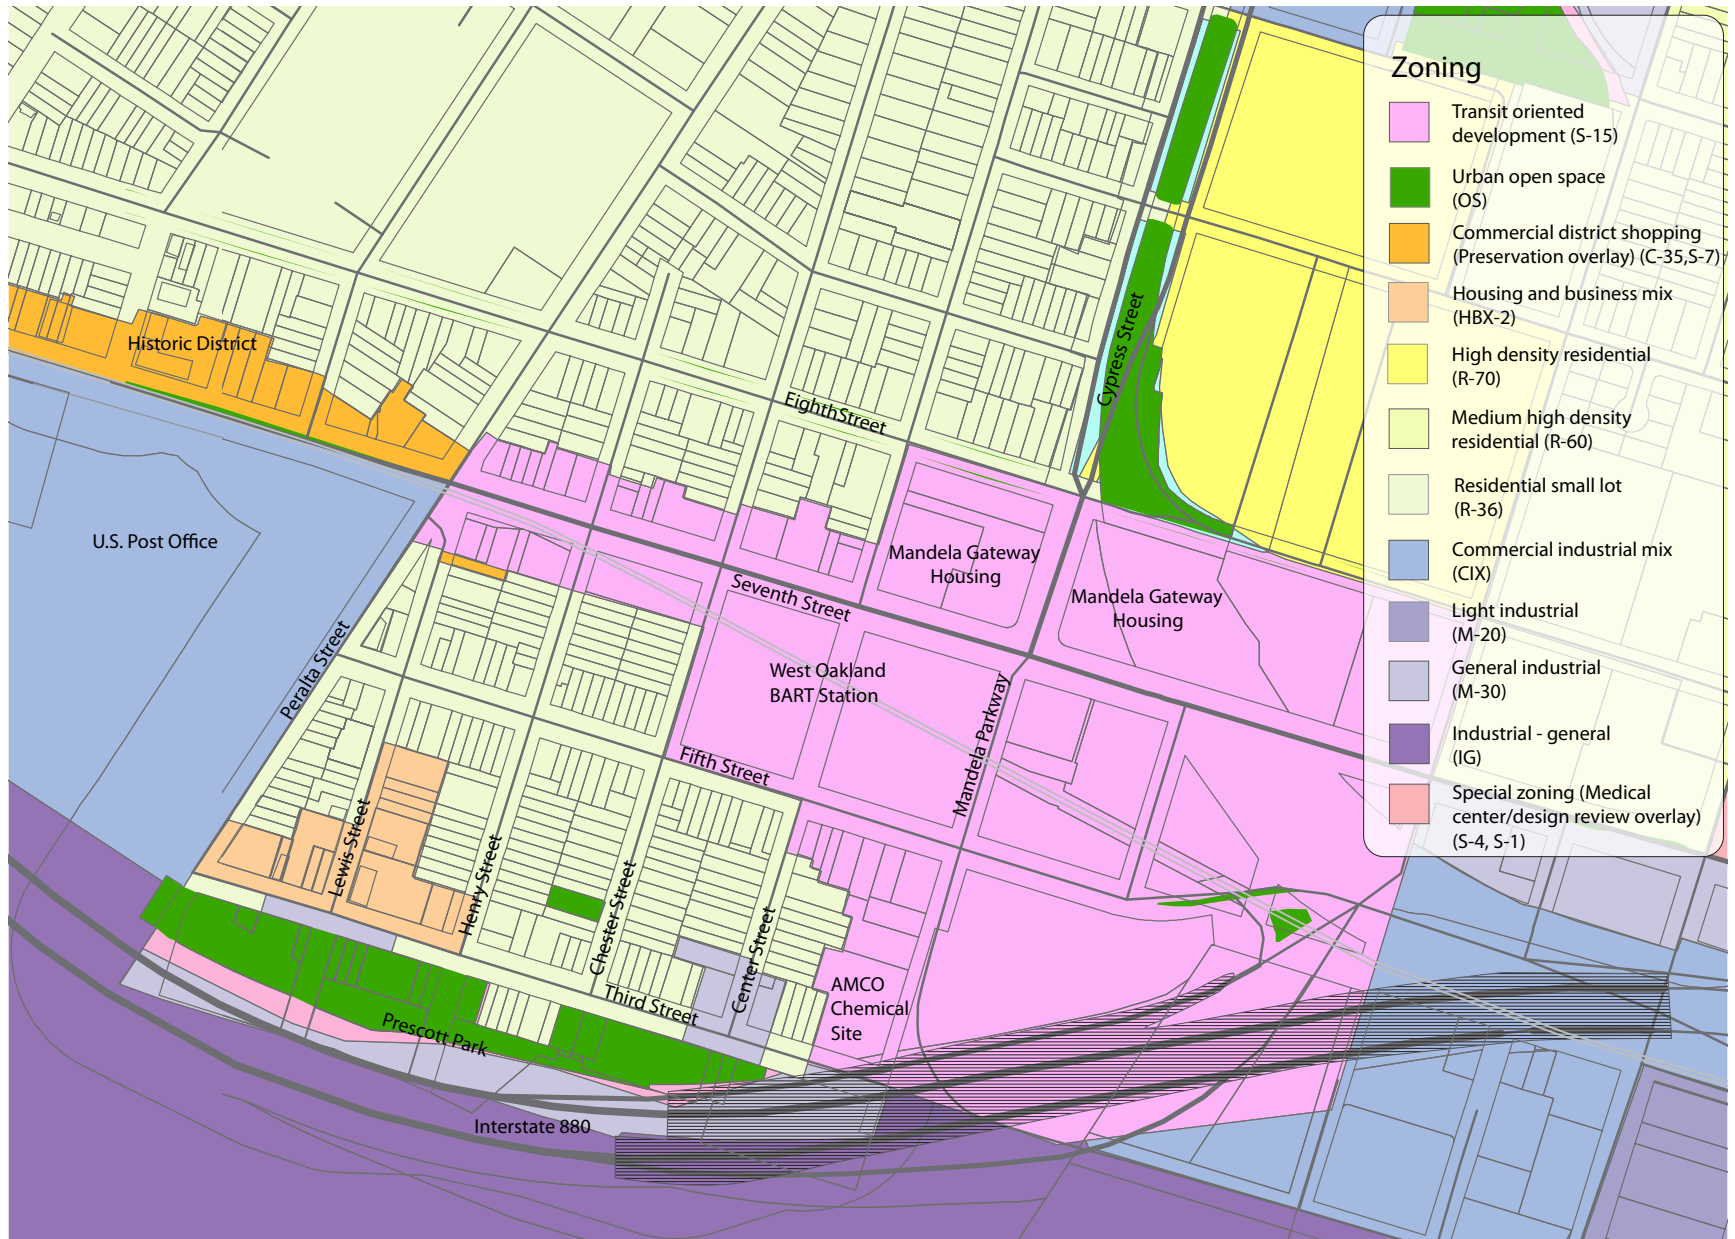 Zoning
Transit oriented
development (S-15)
Urban open space
(OS)
Commercial district shopping
(Preservation overlay) (C-35,S-7)
Housing and business mix
(HBX-2)
High density residential
(R-70)
Medium high density
residential (R-60)
Residential small lot
(R-36)
Commercial industrial mix
(CIX)
Light industrial
(M-20)
General industrial
(M-30)
Industrial - general
(IG)
Special zoning (Medical
center/design review overlay)
(S-4, S-1)
Historic District
Cypress Street
EighthStreet
U.S. Post Office
Mandela Gateway
Housing
Mandela Gateway
Housing
Seventh Street
Peralta Street
West Oakland
BART Station
Mandela Parkway
Fifth Street
Lewis Street
Henry Street
Chester Street
Center Street
AMCO
Chemical
Site
Third Street
Prescott Park
Interstate 880